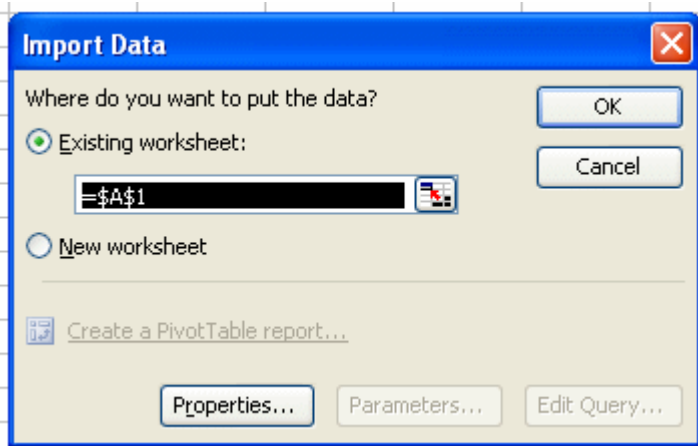 Import Data
Where do you want to put the data?
OK
Existing worksheet:
Cancel
=$A$1
New worksheet
Create a PivotTable report...
Properties... Parameters... Edit Query...